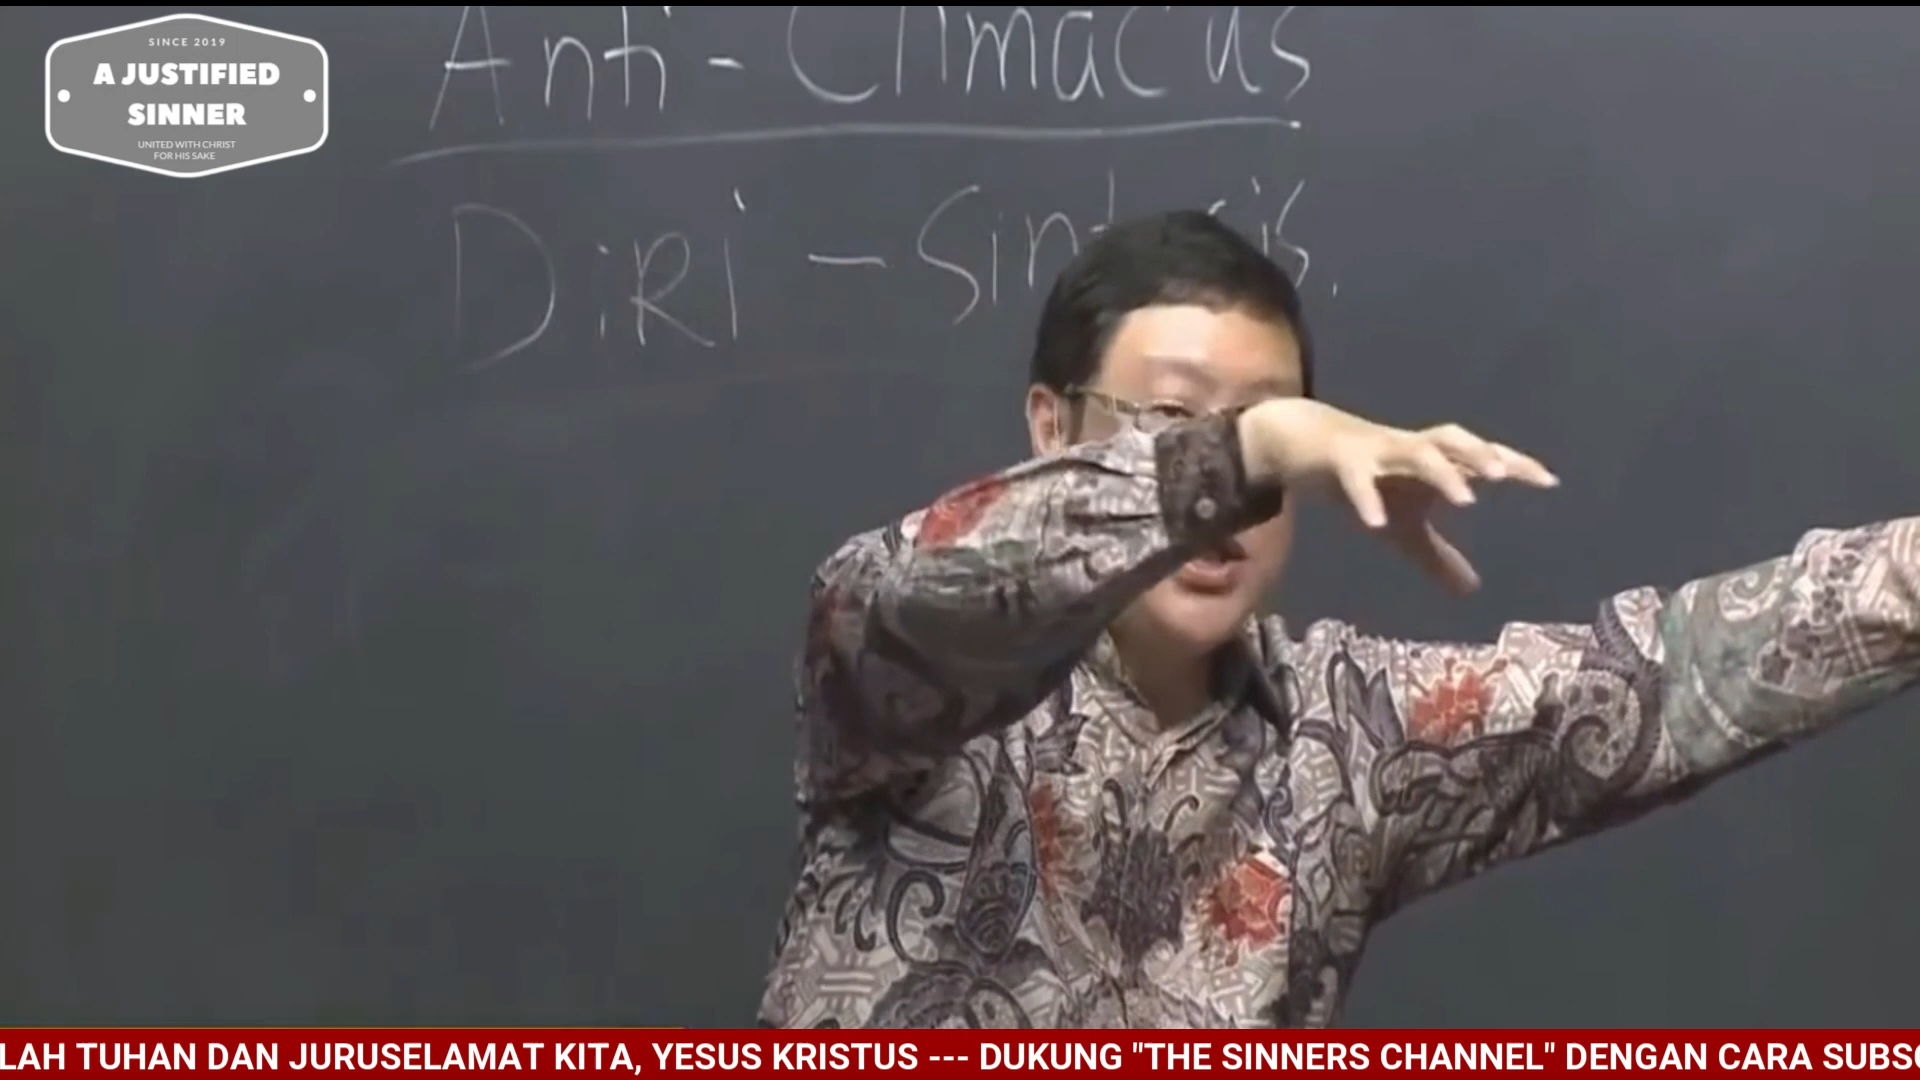 SINCE 2019
A JUSTIFIED
SINNER
UNITED WITH CHRIST
FOR HIS SAKE
Anti-Climacus
DiRi -
LAH TUHAN DAN JURUSELAMAT KITA, YESUS KRISTUS --- DUKUNG "THE SINNERS CHANNEL" DENGAN CARA